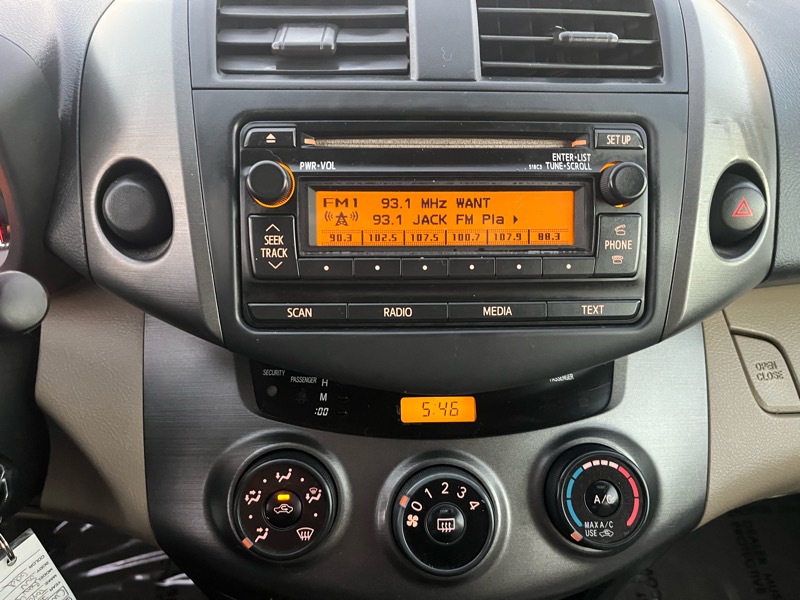 SET UP
PWR•VOL
ENTER•LIST
518C3 TUNE•SCROLL
FM1 93.1 MHz WANT
93.1 JACK FM Pla
90.3 102.5 107.5 100.7 107.9 88.3
SEEK
TRACK
PHONE
SCAN RADIO MEDIA TEXT
SECURITY
PASSENGER
H
M
:00
PASSENGER
5:46
OPEN
CLOSE
0 1 2 3 4
A/C
MAX A/C
USE